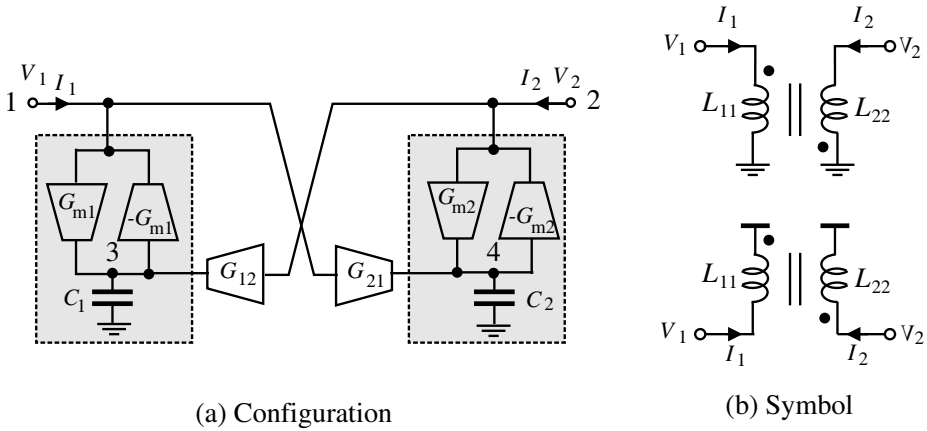 I1
I2
V1
V2
V1
I1
I2
V2
1
2
L11
L22
Gm1
-Gm1
Gm2
-Gm2
3
4
G12
G21
C1
C2
L11
L22
V1
V2
I1
I2
(a) Configuration
(b) Symbol